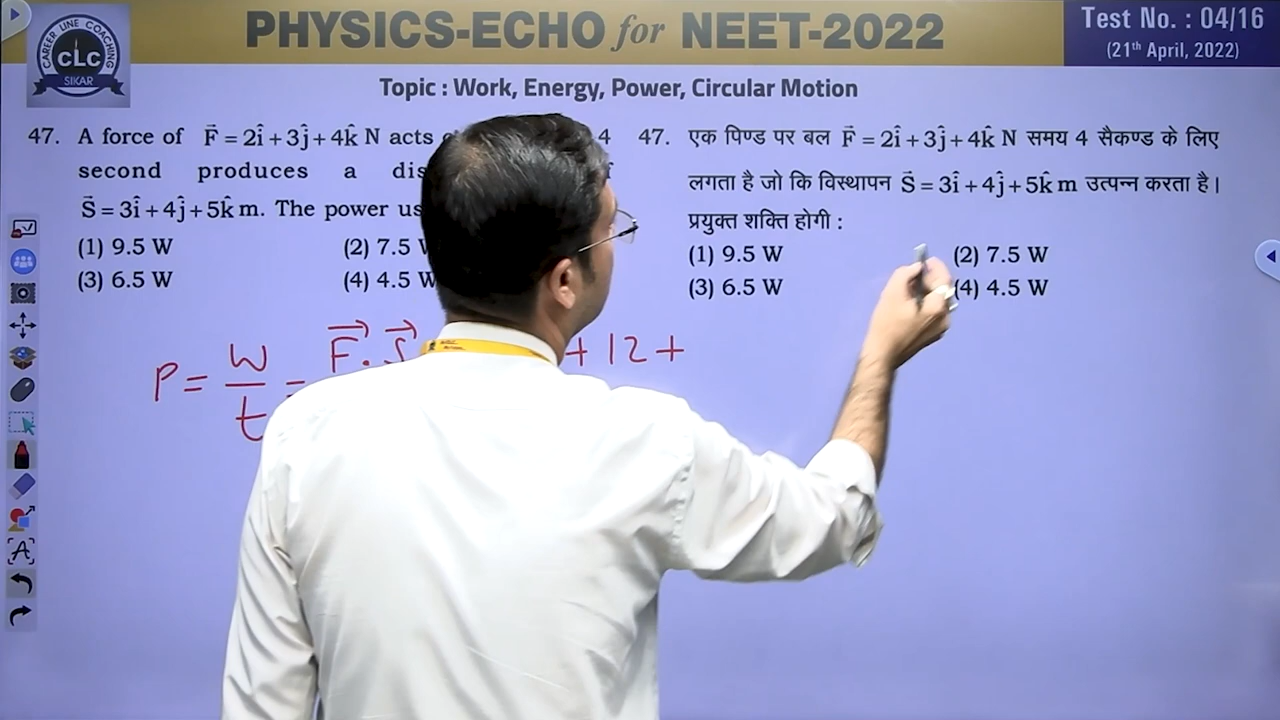 PHYSICS-ECHO for NEET-2022
Test No. : 04/16
(21th April, 2022)
CAREER LINE COACHING
CLC
SIKAR
Topic : Work, Energy, Power, Circular Motion
47. A force of F⃗ = 2î + 3ĵ + 4k̂ N acts 4
second produces a
S⃗ = 3î + 4ĵ + 5k̂ m. The power
(1) 9.5 W (2) 7.5 W
(3) 6.5 W (4) 4.5 W
P = W/t = F⃗ . S⃗ + 12 +
47. एक पिण्ड पर बल F⃗ = 2î + 3ĵ + 4k̂ N समय 4 सैकण्ड के लिए
लगता है जो कि विस्थापन S⃗ = 3î + 4ĵ + 5k̂ m उत्पन्न करता है।
प्रयुक्त शक्ति होगी :
(1) 9.5 W (2) 7.5 W
(3) 6.5 W (4) 4.5 W